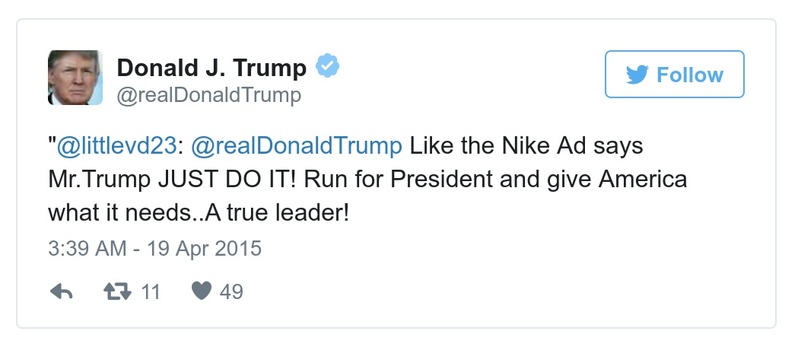 Donald J. Trump
@realDonaldTrump
Follow
"@littlevd23: @realDonaldTrump Like the Nike Ad says
Mr.Trump JUST DO IT! Run for President and give America
what it needs..A true leader!
3:39 AM - 19 Apr 2015
11 49